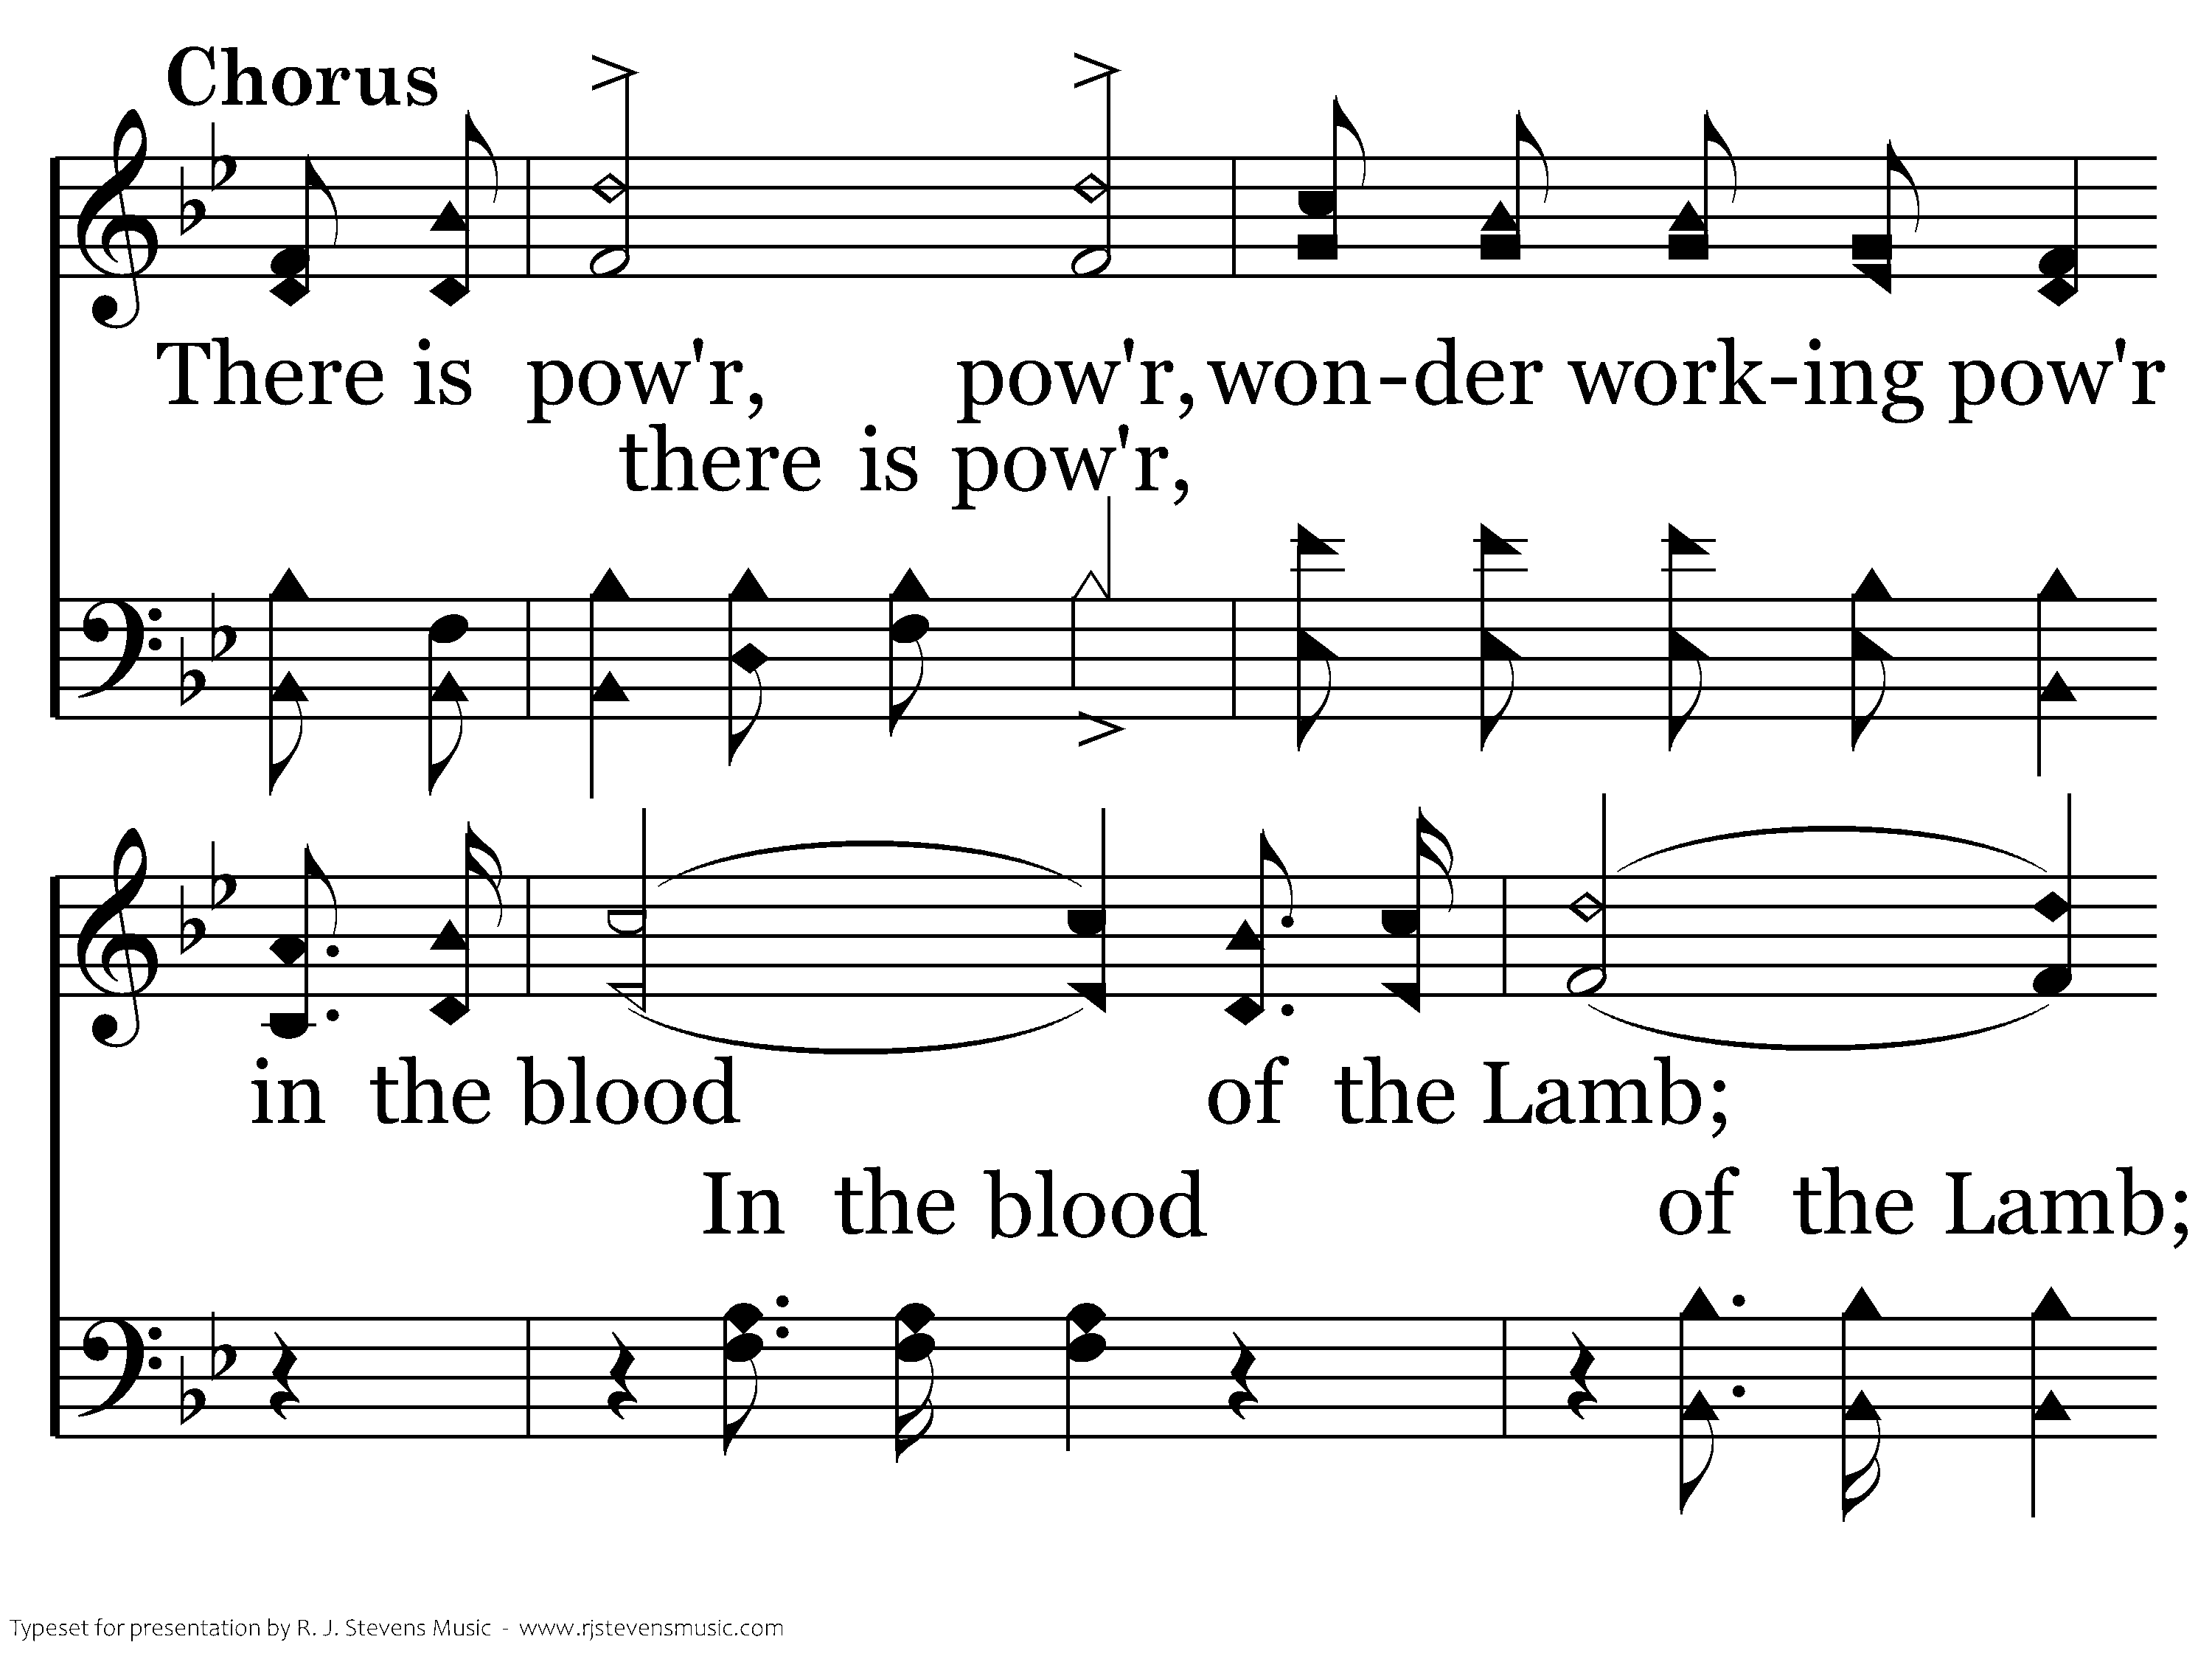 Chorus
There is pow'r, pow'r, won-der work-ing pow'r
there is pow'r,
in the blood of the Lamb;
In the blood of the Lamb;
Typeset for presentation by R. J. Stevens Music - www.rjstevensmusic.com